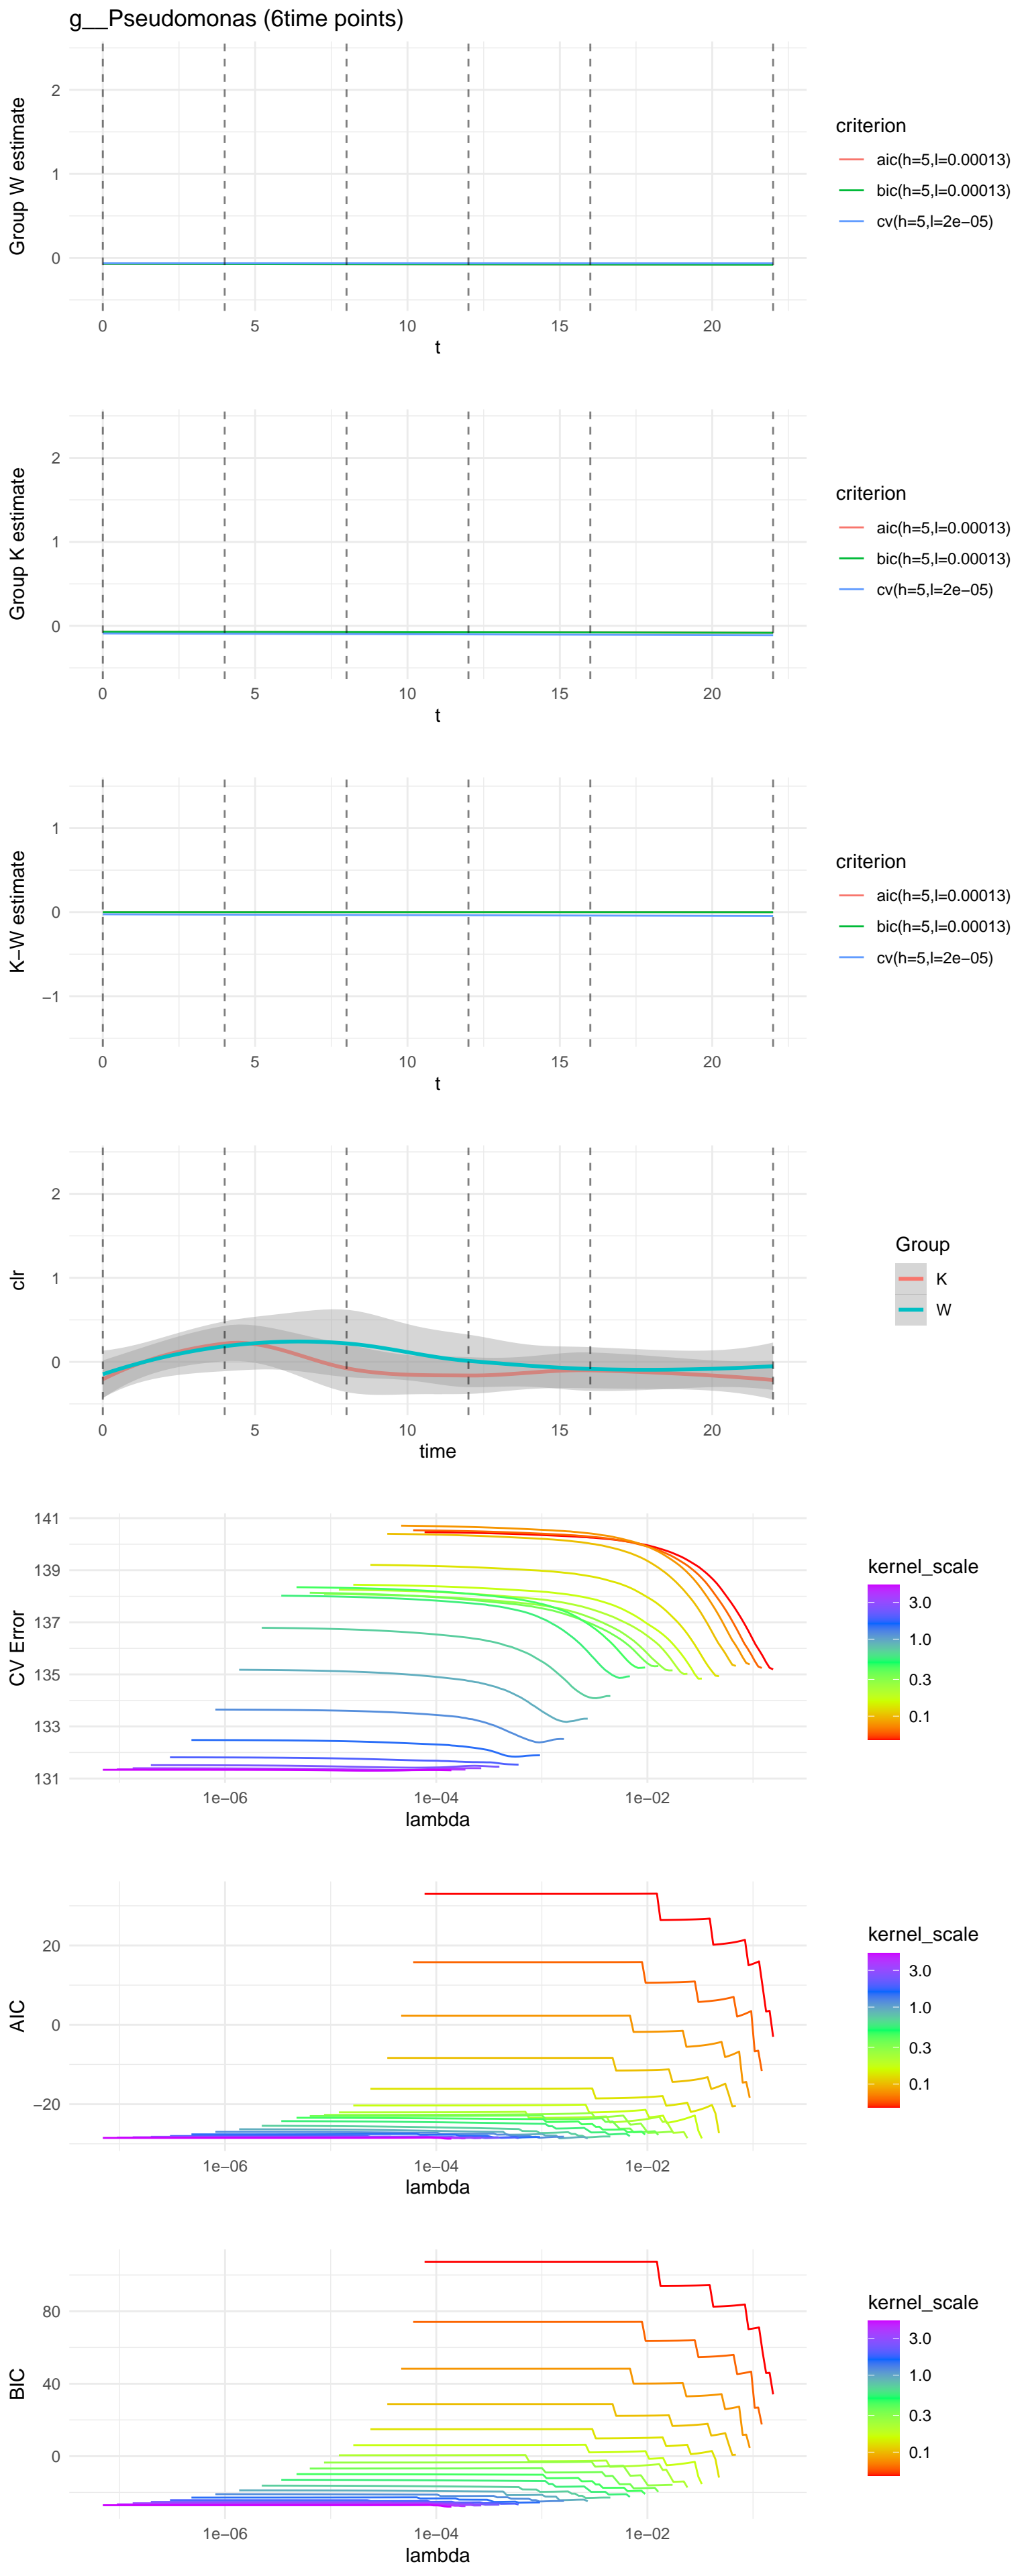 g__Pseudomonas (6time points)
Group W estimate
2
1
0
0 5 10 15 20
t
criterion
aic(h=5,l=0.00013)
bic(h=5,l=0.00013)
cv(h=5,l=2e−05)
Group K estimate
2
1
0
0 5 10 15 20
t
criterion
aic(h=5,l=0.00013)
bic(h=5,l=0.00013)
cv(h=5,l=2e−05)
K−W estimate
1
0
−1
0 5 10 15 20
t
criterion
aic(h=5,l=0.00013)
bic(h=5,l=0.00013)
cv(h=5,l=2e−05)
clr
2
1
0
0 5 10 15 20
time
Group
K
W
CV Error
141
139
137
135
133
131
1e−06 1e−04 1e−02
lambda
kernel_scale
3.0
1.0
0.3
0.1
AIC
20
0
−20
1e−06 1e−04 1e−02
lambda
kernel_scale
3.0
1.0
0.3
0.1
BIC
80
40
0
1e−06 1e−04 1e−02
lambda
kernel_scale
3.0
1.0
0.3
0.1